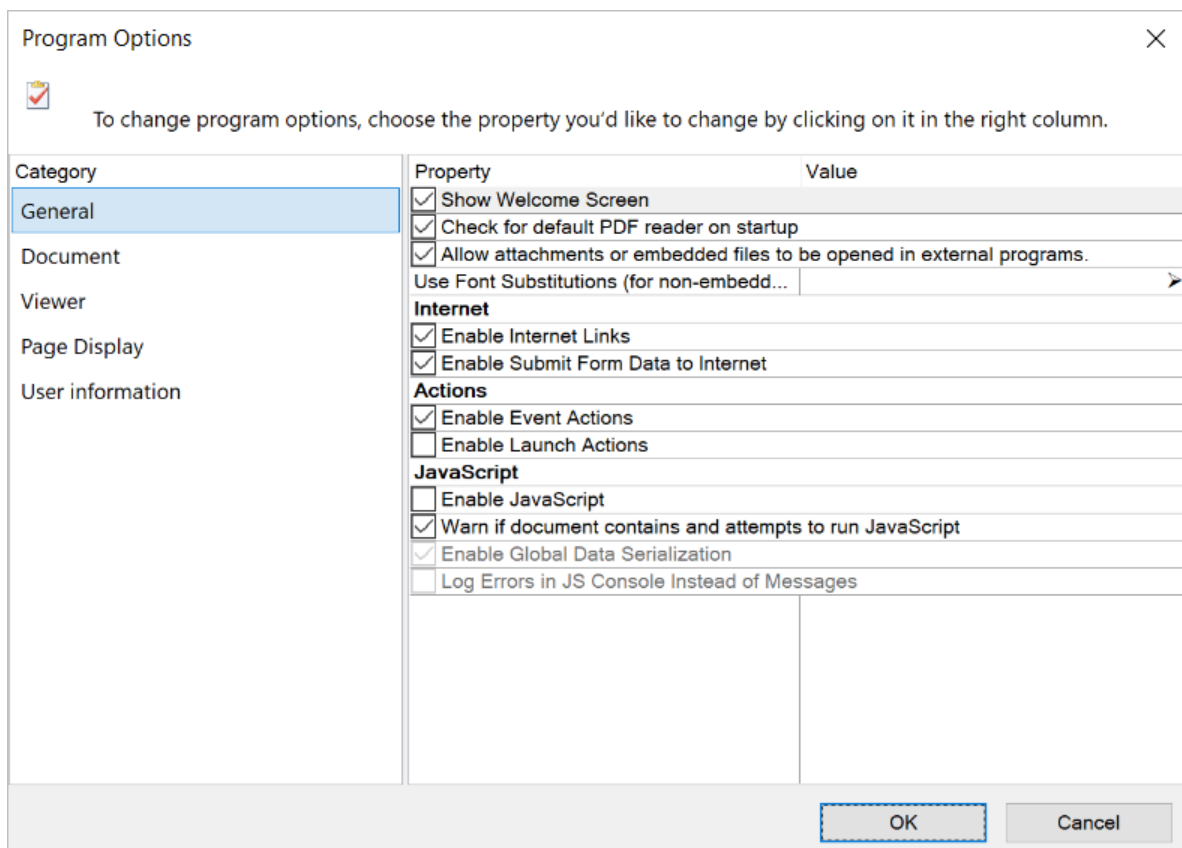 Program Options
To change program options, choose the property you'd like to change by clicking on it in the right column.
Category
General
Document
Viewer
Page Display
User information
Property Value
Show Welcome Screen
Check for default PDF reader on startup
Allow attachments or embedded files to be opened in external programs.
Use Font Substitutions (for non-embedd...
Internet
Enable Internet Links
Enable Submit Form Data to Internet
Actions
Enable Event Actions
Enable Launch Actions
JavaScript
Enable JavaScript
Warn if document contains and attempts to run JavaScript
Enable Global Data Serialization
Log Errors in JS Console Instead of Messages
OK Cancel